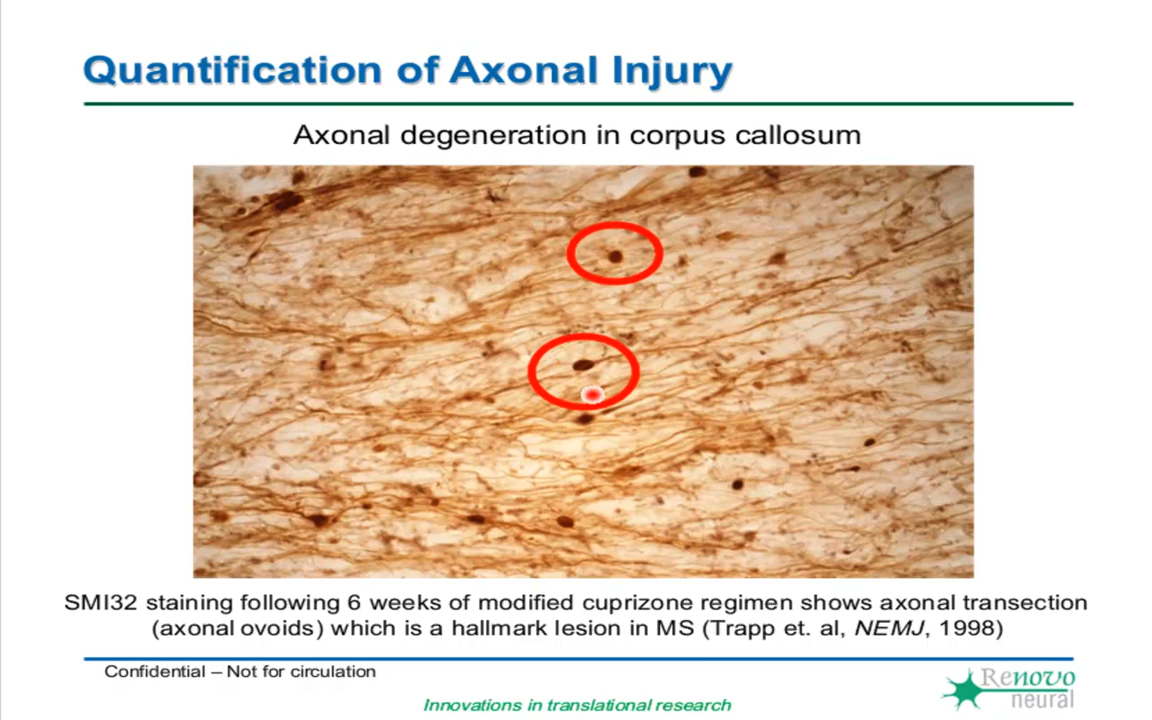 Quantification of Axonal Injury
Axonal degeneration in corpus callosum
SMI32 staining following 6 weeks of modified cuprizone regimen shows axonal transection
(axonal ovoids) which is a hallmark lesion in MS (Trapp et. al, NEMJ, 1998)
Confidential – Not for circulation
Innovations in translational research
Renovo
neural